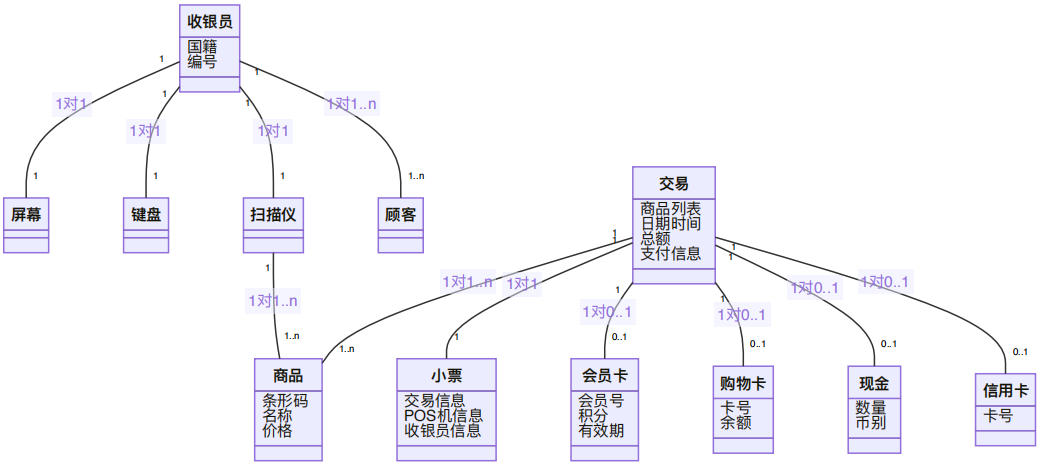 收银员
国籍
编号
1
1
1
1
1对1
1对1
1对1
1对1..n
1
1
1
1..n
屏幕
键盘
扫描仪
顾客
交易
商品列表
日期时间
总额
支付信息
1
1
1
1
1
1
1
1对1..n
1..n
1对1..n
1对1
1对0..1
1对0..1
1对0..1
1对0..1
1..n
1
0..1
0..1
0..1
0..1
商品
条形码
名称
价格
小票
交易信息
POS机信息
收银员信息
会员卡
会员号
积分
有效期
购物卡
卡号
余额
现金
数量
币别
信用卡
卡号